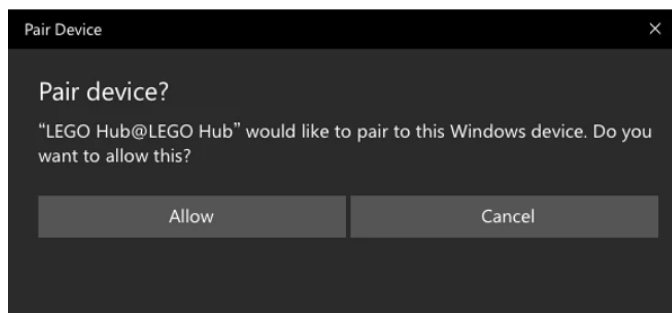 Pair Device
Pair device?
“LEGO Hub@LEGO Hub” would like to pair to this Windows device. Do you
want to allow this?
Allow
Cancel